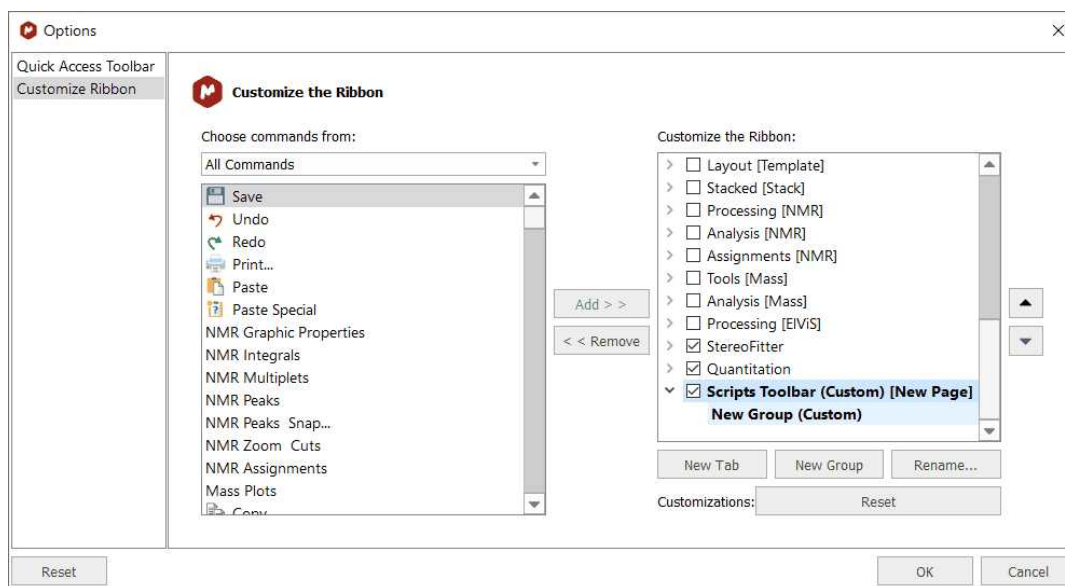 Options
Quick Access Toolbar
Customize Ribbon
Customize the Ribbon
Choose commands from:
All Commands
Save
Undo
Redo
Print...
Paste
Paste Special
NMR Graphic Properties
NMR Integrals
NMR Multiplets
NMR Peaks
NMR Peaks Snap...
NMR Zoom Cuts
NMR Assignments
Mass Plots
Copy
Add > >
< < Remove
Customize the Ribbon:
Layout [Template]
Stacked [Stack]
Processing [NMR]
Analysis [NMR]
Assignments [NMR]
Tools [Mass]
Analysis [Mass]
Processing [ElViS]
StereoFitter
Quantitation
Scripts Toolbar (Custom) [New Page]
New Group (Custom)
New Tab
New Group
Rename...
Customizations:
Reset
Reset
OK
Cancel